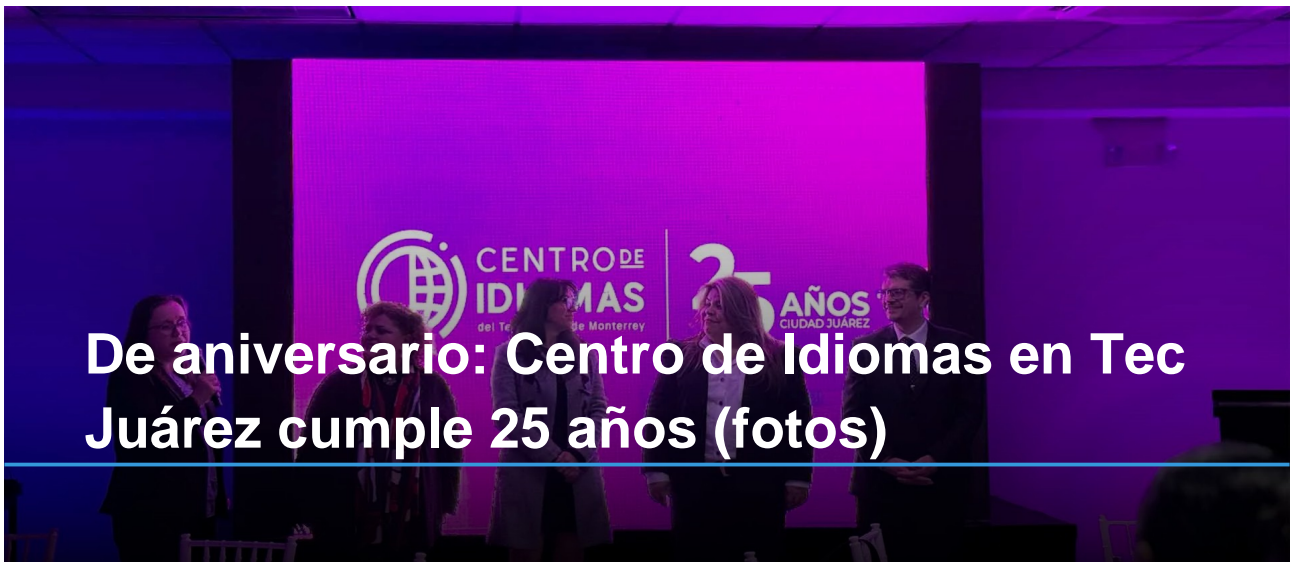 CENTRO DE
IDIOMAS
del Te de Monterrey
25 AÑOS
CIUDAD JUÁREZ
De aniversario: Centro de Idiomas en Tec
Juárez cumple 25 años (fotos)